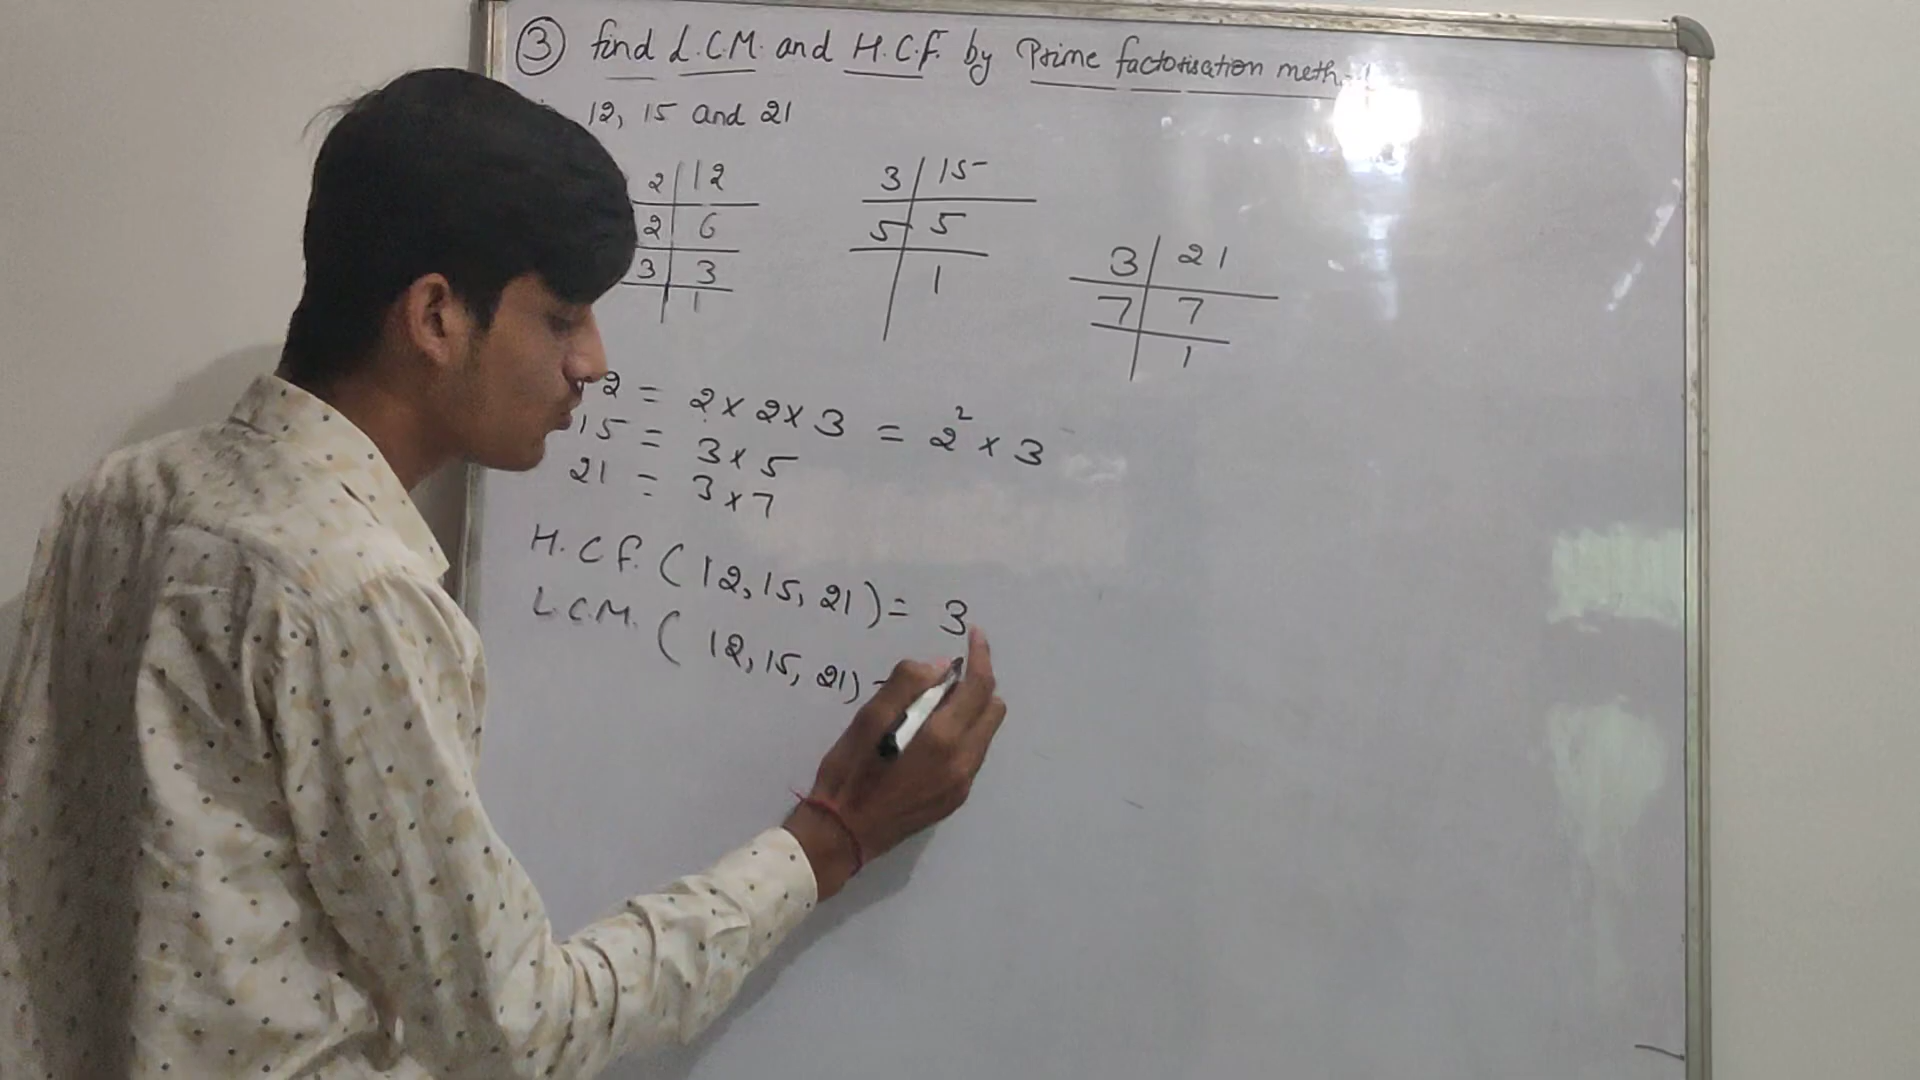 ③ find L.C.M. and H.C.F. by Prime factorisation
12, 15 and 21
2 | 12
2 | 6
3 | 3
1
3 | 15
5 | 5
1
3 | 21
7 | 7
1
2 = 2 x 2 x 3 = 2² x 3
15 = 3 x 5
21 = 3 x 7
H.C.F. (12, 15, 21) = 3
L.C.M. (12, 15, 21)